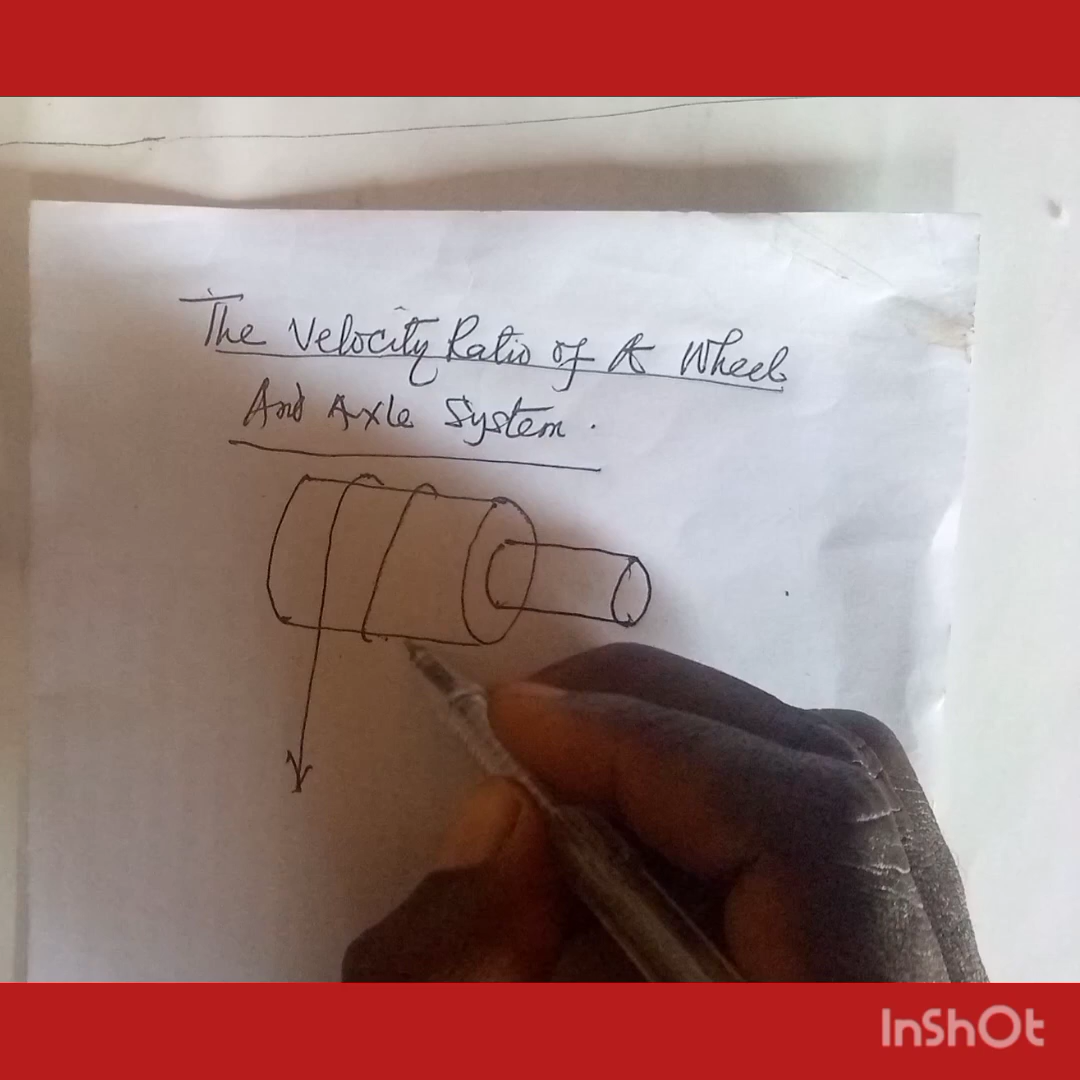 The Velocity Ratio of A Wheel
And Axle System.
InShOt